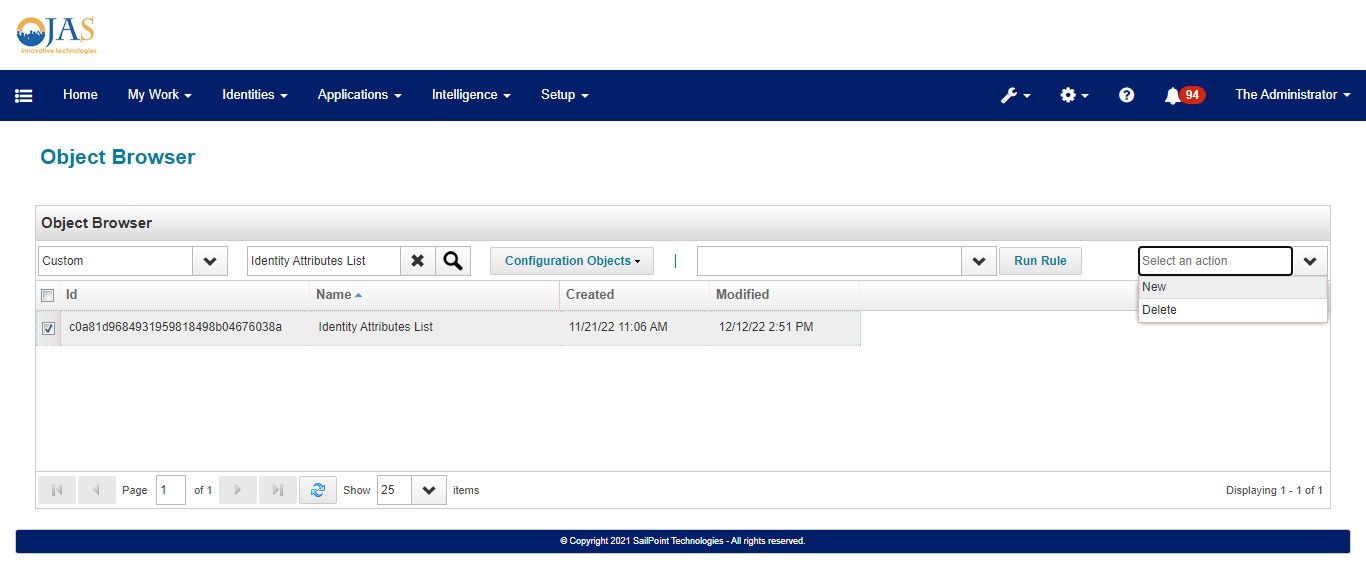 OJAS
Innovative technologies
Home My Work Identities Applications Intelligence Setup 94 The Administrator
Object Browser
Object Browser
Custom Identity Attributes List Configuration Objects | Run Rule Select an action
New
Delete
Id Name Created Modified
c0a81d9684931959818498b04676038a Identity Attributes List 11/21/22 11:06 AM 12/12/22 2:51 PM
Page 1 of 1 Show 25 items Displaying 1 - 1 of 1
© Copyright 2021 SailPoint Technologies - All rights reserved.